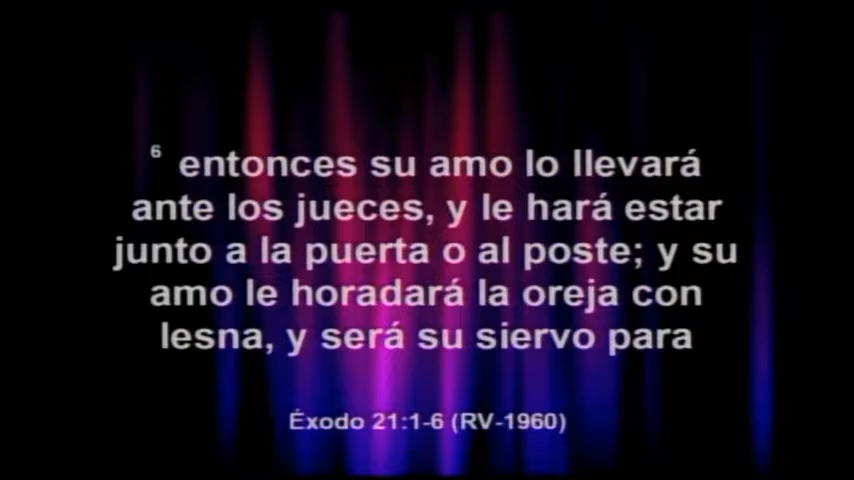 6 entonces su amo lo llevará
ante los jueces, y le hará estar
junto a la puerta o al poste; y su
amo le horadará la oreja con
lesna, y será su siervo para
Éxodo 21:1-6 (RV-1960)